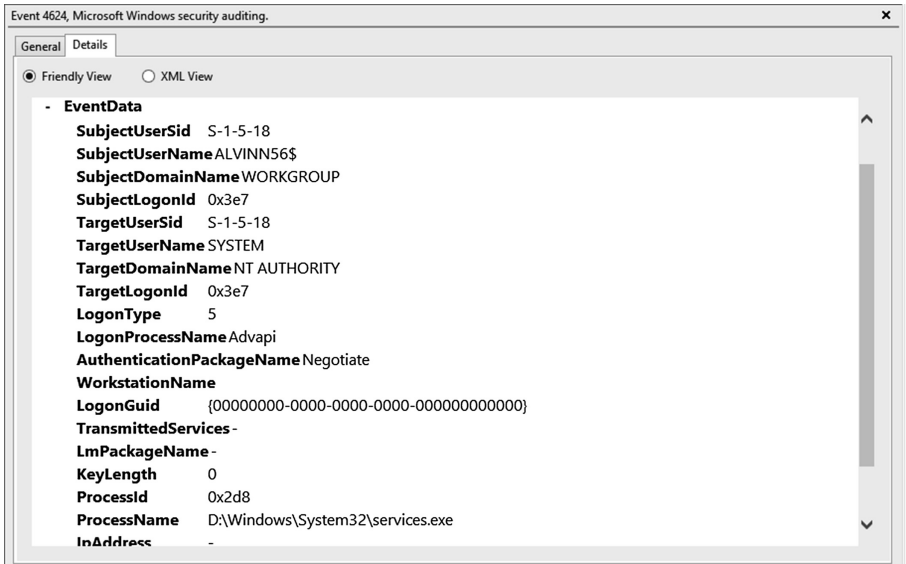 Event 4624, Microsoft Windows security auditing.
General Details
Friendly View XML View
- EventData
SubjectUserSid S-1-5-18
SubjectUserName ALVINN56$
SubjectDomainName WORKGROUP
SubjectLogonId 0x3e7
TargetUserSid S-1-5-18
TargetUserName SYSTEM
TargetDomainName NT AUTHORITY
TargetLogonId 0x3e7
LogonType 5
LogonProcessName Advapi
AuthenticationPackageName Negotiate
WorkstationName
LogonGuid {00000000-0000-0000-0000-000000000000}
TransmittedServices -
LmPackageName -
KeyLength 0
ProcessId 0x2d8
ProcessName D:\Windows\System32\services.exe
IpAddress -